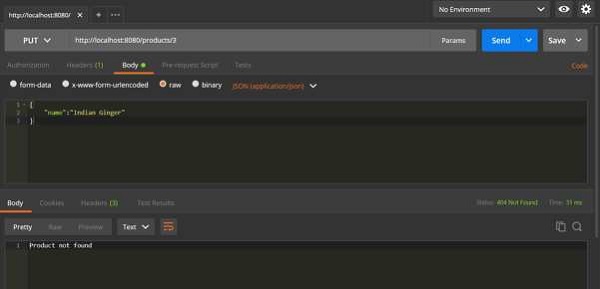 http://localhost:8080/
No Environment
PUT http://localhost:8080/products/3 Params Send Save
Authorization Headers (1) Body Pre-request Script Tests Code
form-data x-www-form-urlencoded raw binary JSON (application/json)
1 {
2 "name":"Indian Ginger"
3 }
Body Cookies Headers (3) Test Results Status: 404 Not Found Time: 31 ms
Pretty Raw Preview Text
1 Product not found